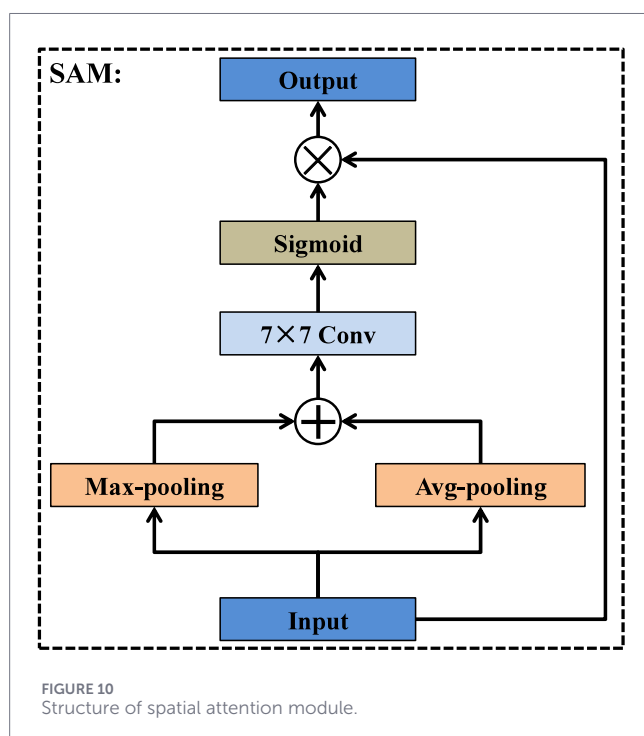 SAM:
Output
Sigmoid
7×7 Conv
Max-pooling
Avg-pooling
Input
FIGURE 10
Structure of spatial attention module.